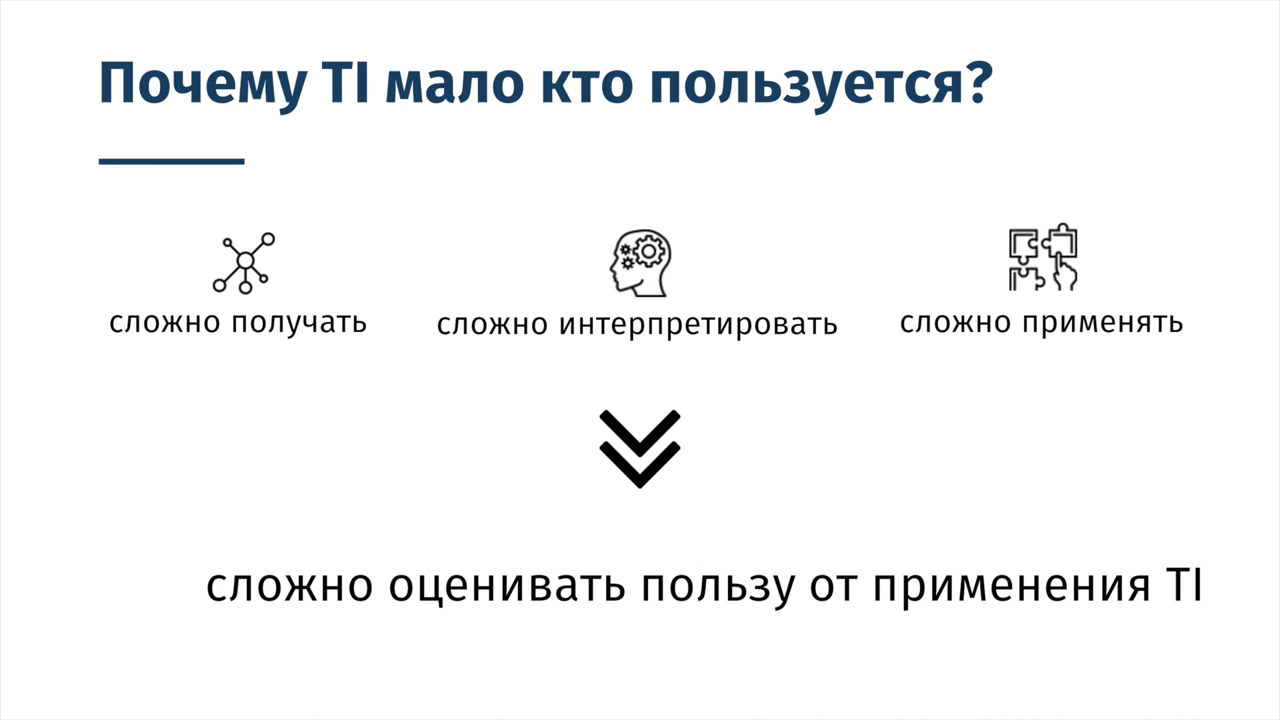 Почему TI мало кто пользуется?
сложно получать
сложно интерпретировать
сложно применять
сложно оценивать пользу от применения TI